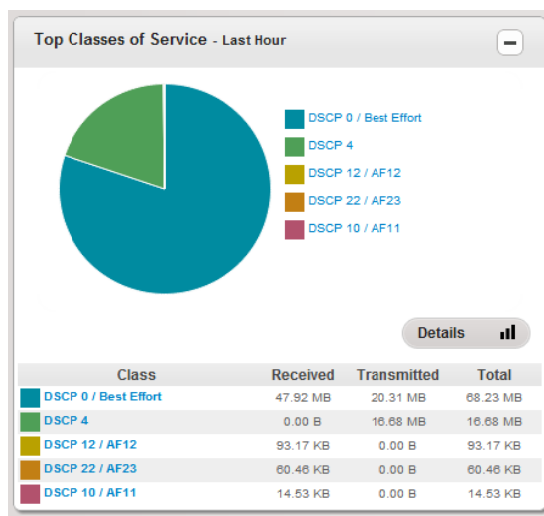 Top Classes of Service - Last Hour
DSCP 0 / Best Effort
DSCP 4
DSCP 12 / AF12
DSCP 22 / AF23
DSCP 10 / AF11
Details
Class Received Transmitted Total
DSCP 0 / Best Effort 47.92 MB 20.31 MB 68.23 MB
DSCP 4 0.00 B 16.68 MB 16.68 MB
DSCP 12 / AF12 93.17 KB 0.00 B 93.17 KB
DSCP 22 / AF23 60.46 KB 0.00 B 60.46 KB
DSCP 10 / AF11 14.53 KB 0.00 B 14.53 KB